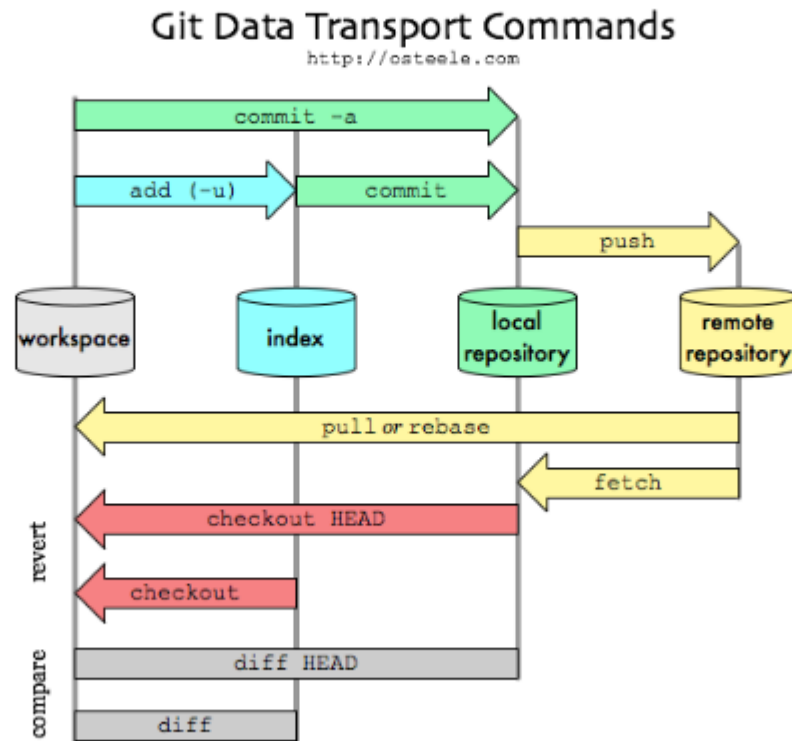 Git Data Transport Commands
http://osteele.com
commit -a
add (-u)
commit
push
workspace
index
local
repository
remote
repository
pull or rebase
fetch
revert
checkout HEAD
checkout
compare
diff HEAD
diff